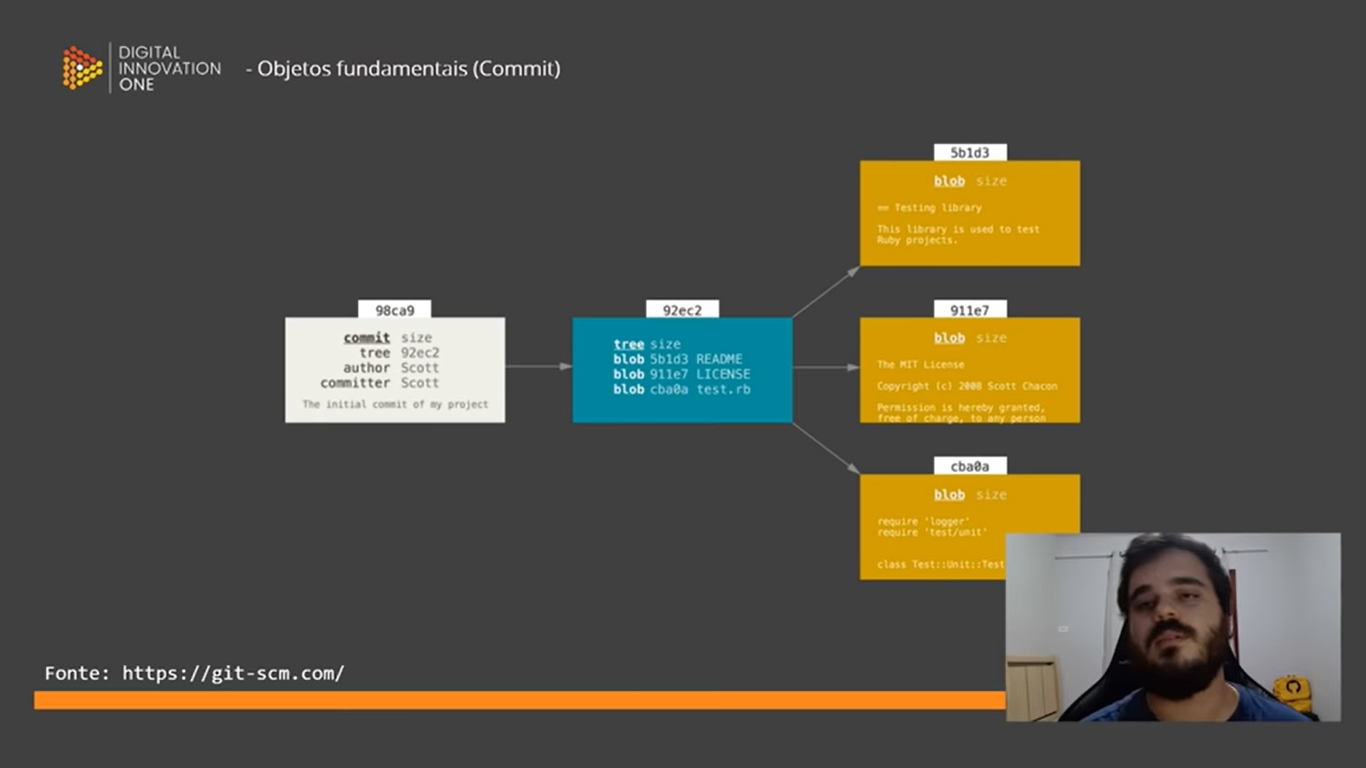 DIGITAL
INNOVATION
ONE
- Objetos fundamentais (Commit)
98ca9
commit size
tree 92ec2
author Scott
committer Scott
The initial commit of my project
92ec2
tree size
blob 5b1d3 README
blob 911e7 LICENSE
blob cba0a test.rb
5b1d3
blob size
== Testing library
This library is used to test
Ruby projects.
911e7
blob size
The MIT License
Copyright (c) 2008 Scott Chacon
Permission is hereby granted,
free of charge, to any person
cba0a
blob size
require 'logger'
require 'test/unit'
class Test::Unit::Test
Fonte: https://git-scm.com/